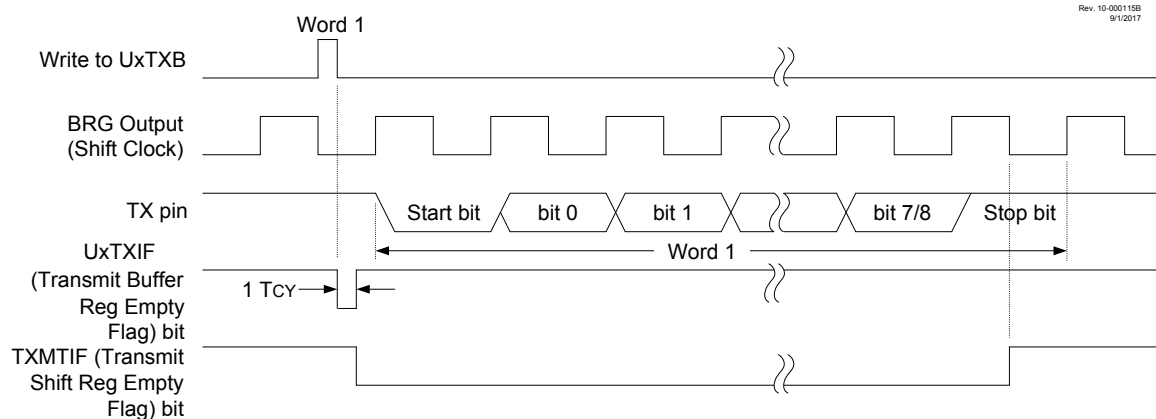 Rev. 10-000115B
9/1/2017
Word 1
Write to UxTXB
BRG Output
(Shift Clock)
TX pin
Start bit
bit 0
bit 1
bit 7/8
Stop bit
Word 1
UxTXIF
(Transmit Buffer
Reg Empty
Flag) bit
1 TCY
TXMTIF (Transmit
Shift Reg Empty
Flag) bit